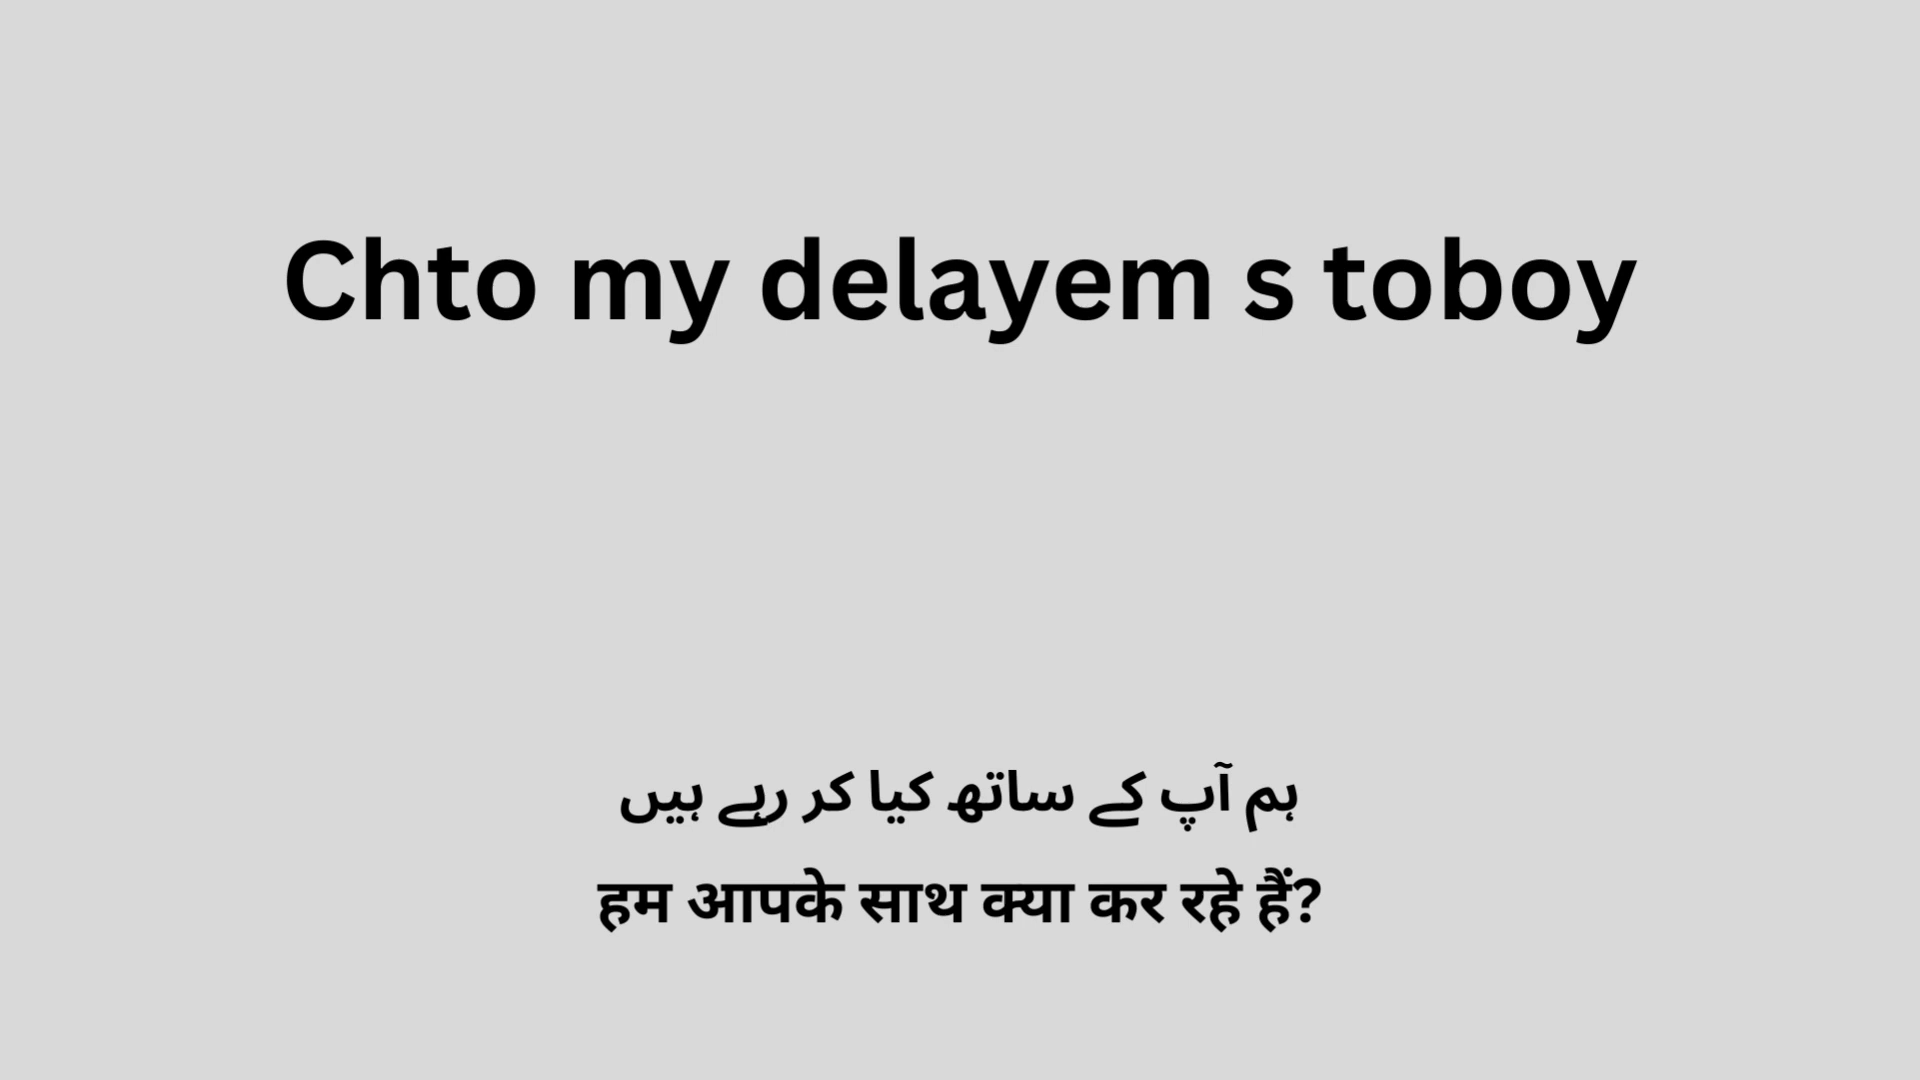 Chto my delayem s toboy
ہم آپ کے ساتھ کیا کر رہے ہیں
हम आपके साथ क्या कर रहे हैं?